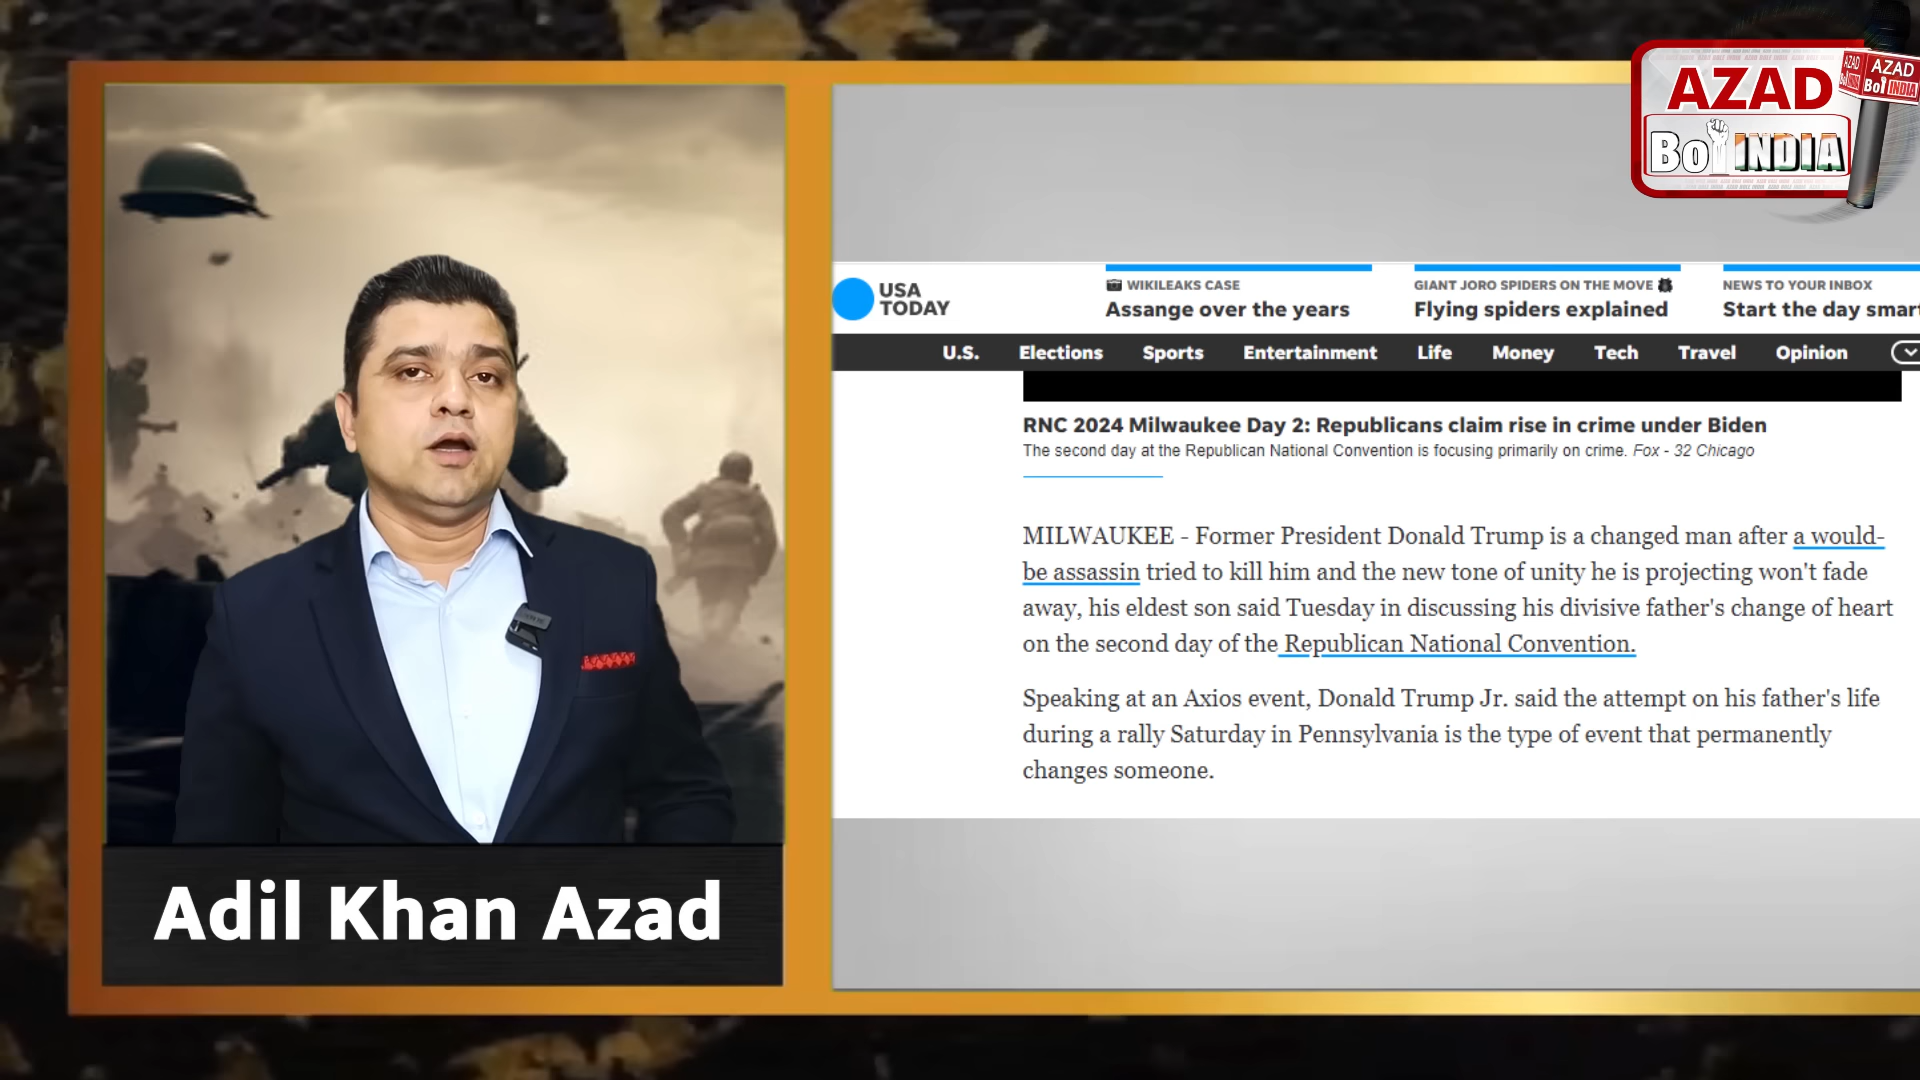 AZAD
Bol INDIA
AZAD
Bol INDIA
USA
TODAY
WIKILEAKS CASE
Assange over the years
GIANT JORO SPIDERS ON THE MOVE
Flying spiders explained
NEWS TO YOUR INBOX
Start the day smar
U.S. Elections Sports Entertainment Life Money Tech Travel Opinion
RNC 2024 Milwaukee Day 2: Republicans claim rise in crime under Biden
The second day at the Republican National Convention is focusing primarily on crime. Fox - 32 Chicago
MILWAUKEE - Former President Donald Trump is a changed man after a would-
be assassin tried to kill him and the new tone of unity he is projecting won't fade
away, his eldest son said Tuesday in discussing his divisive father's change of heart
on the second day of the Republican National Convention.
Speaking at an Axios event, Donald Trump Jr. said the attempt on his father's life
during a rally Saturday in Pennsylvania is the type of event that permanently
changes someone.
Adil Khan Azad